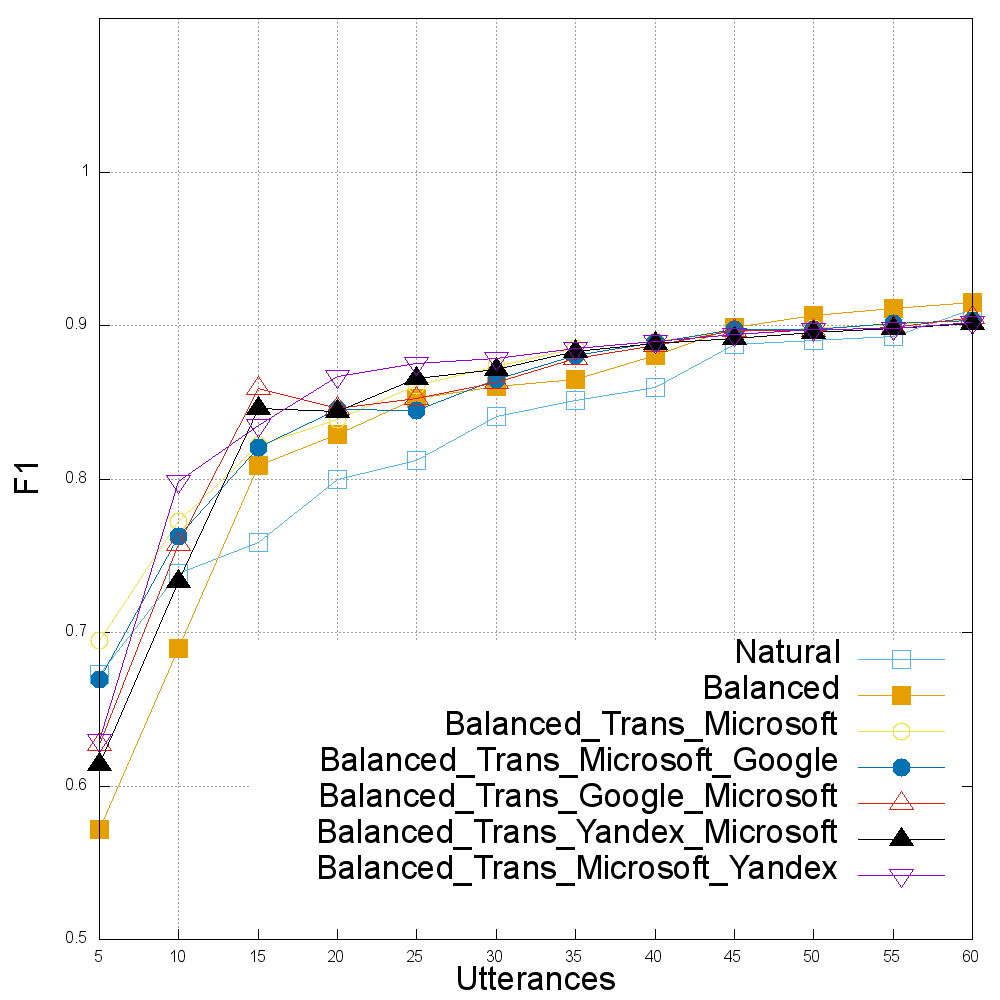 1
0.9
0.8
0.7
0.6
0.5
F1
Natural
Balanced
Balanced_Trans_Microsoft
Balanced_Trans_Microsoft_Google
Balanced_Trans_Google_Microsoft
Balanced_Trans_Yandex_Microsoft
Balanced_Trans_Microsoft_Yandex
5 10 15 20 25 30 35 40 45 50 55 60
Utterances